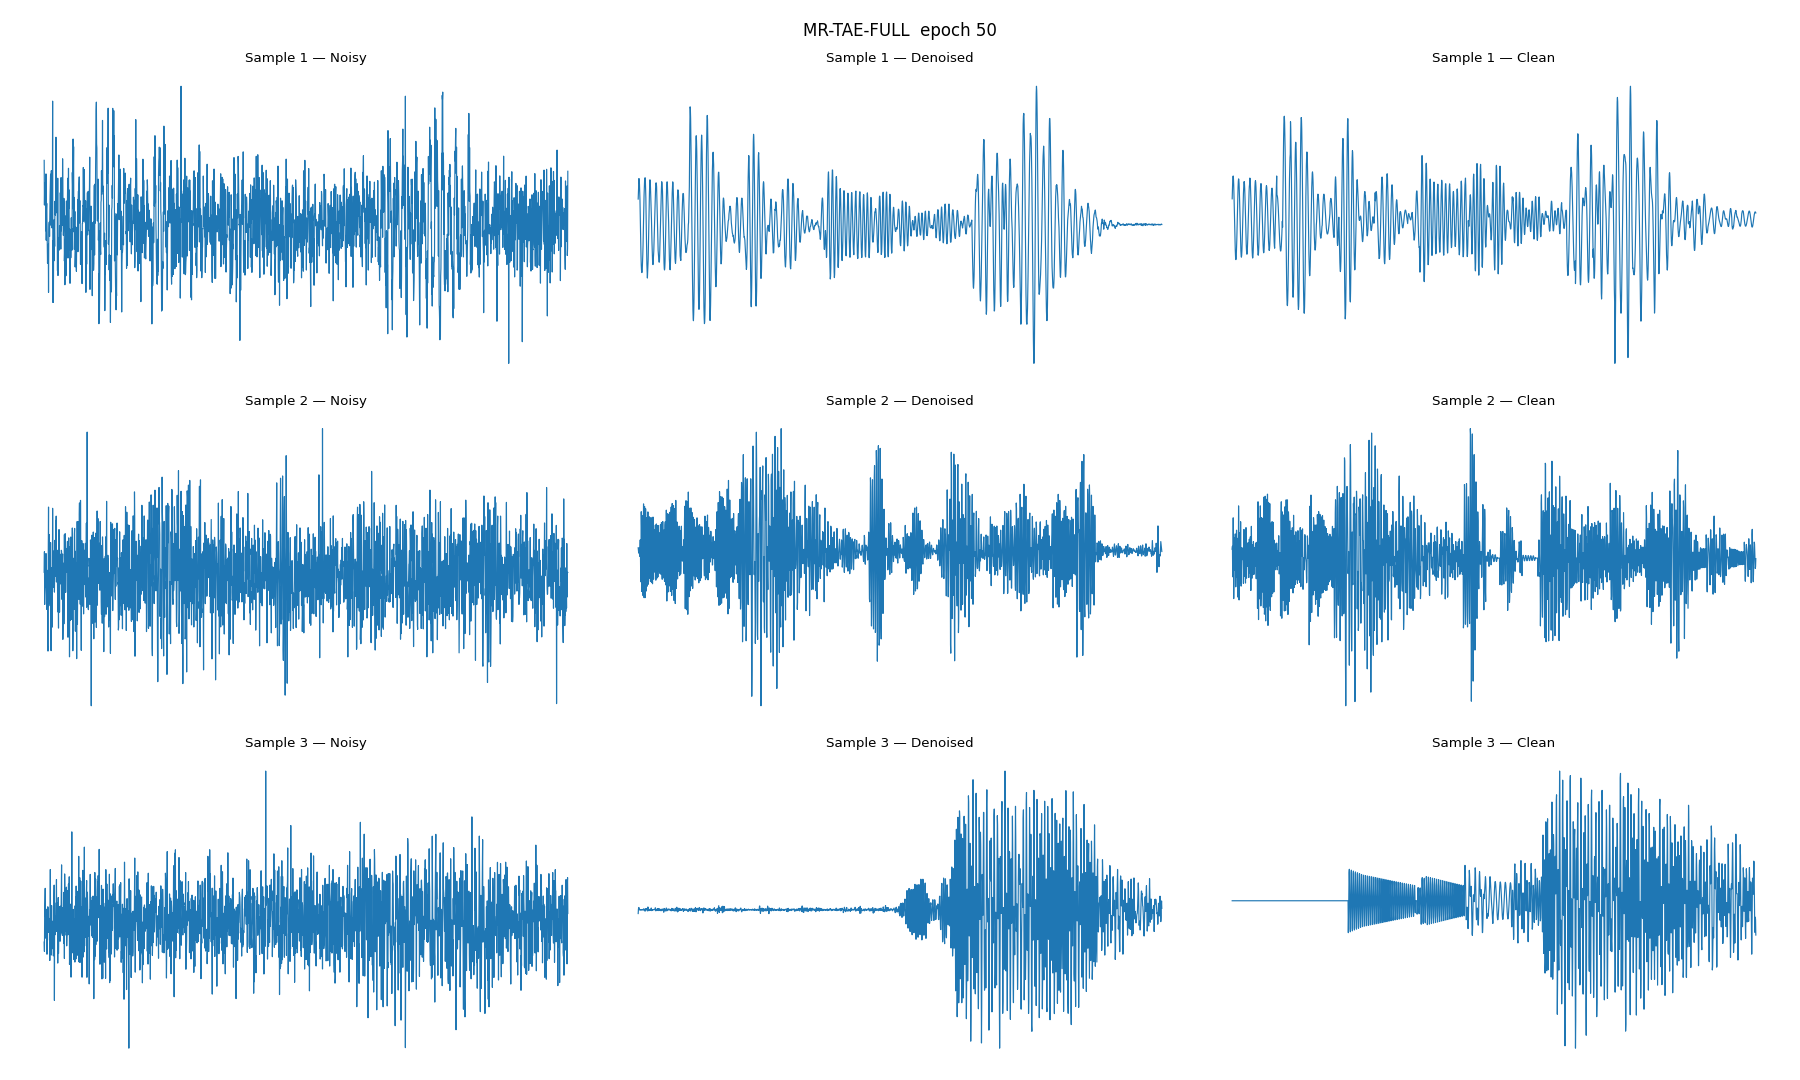 MR-TAE-FULL  epoch 50
Sample 1 — Noisy
Sample 1 — Denoised
Sample 1 — Clean
Sample 2 — Noisy
Sample 2 — Denoised
Sample 2 — Clean
Sample 3 — Noisy
Sample 3 — Denoised
Sample 3 — Clean